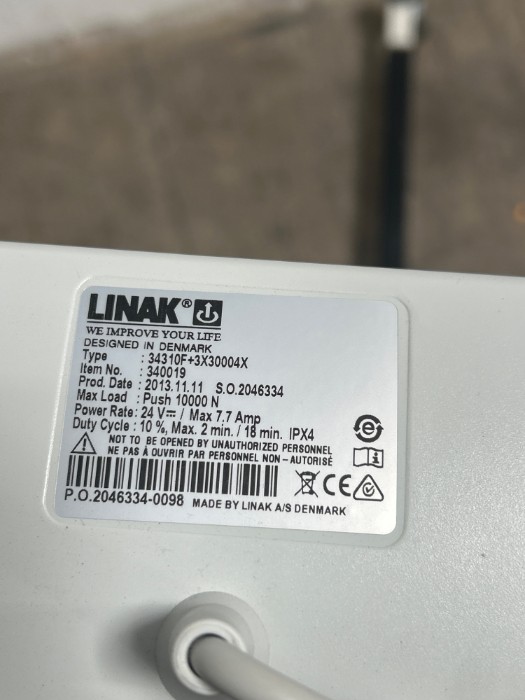 LINAK®
WE IMPROVE YOUR LIFE
DESIGNED IN DENMARK
Type : 34310F+3X30004X
Item No. : 340019
Prod. Date : 2013.11.11 S.O.2046334
Max Load : Push 10000 N
Power Rate : 24 V⎓ / Max 7.7 Amp
Duty Cycle : 10 %, Max. 2 min. / 18 min. IPX4
NOT TO BE OPENED BY UNAUTHORIZED PERSONNEL
NE PAS À OUVRIR PAR PERSONNEL NON-AUTORISÉ
P.O.2046334-0098 MADE BY LINAK A/S DENMARK